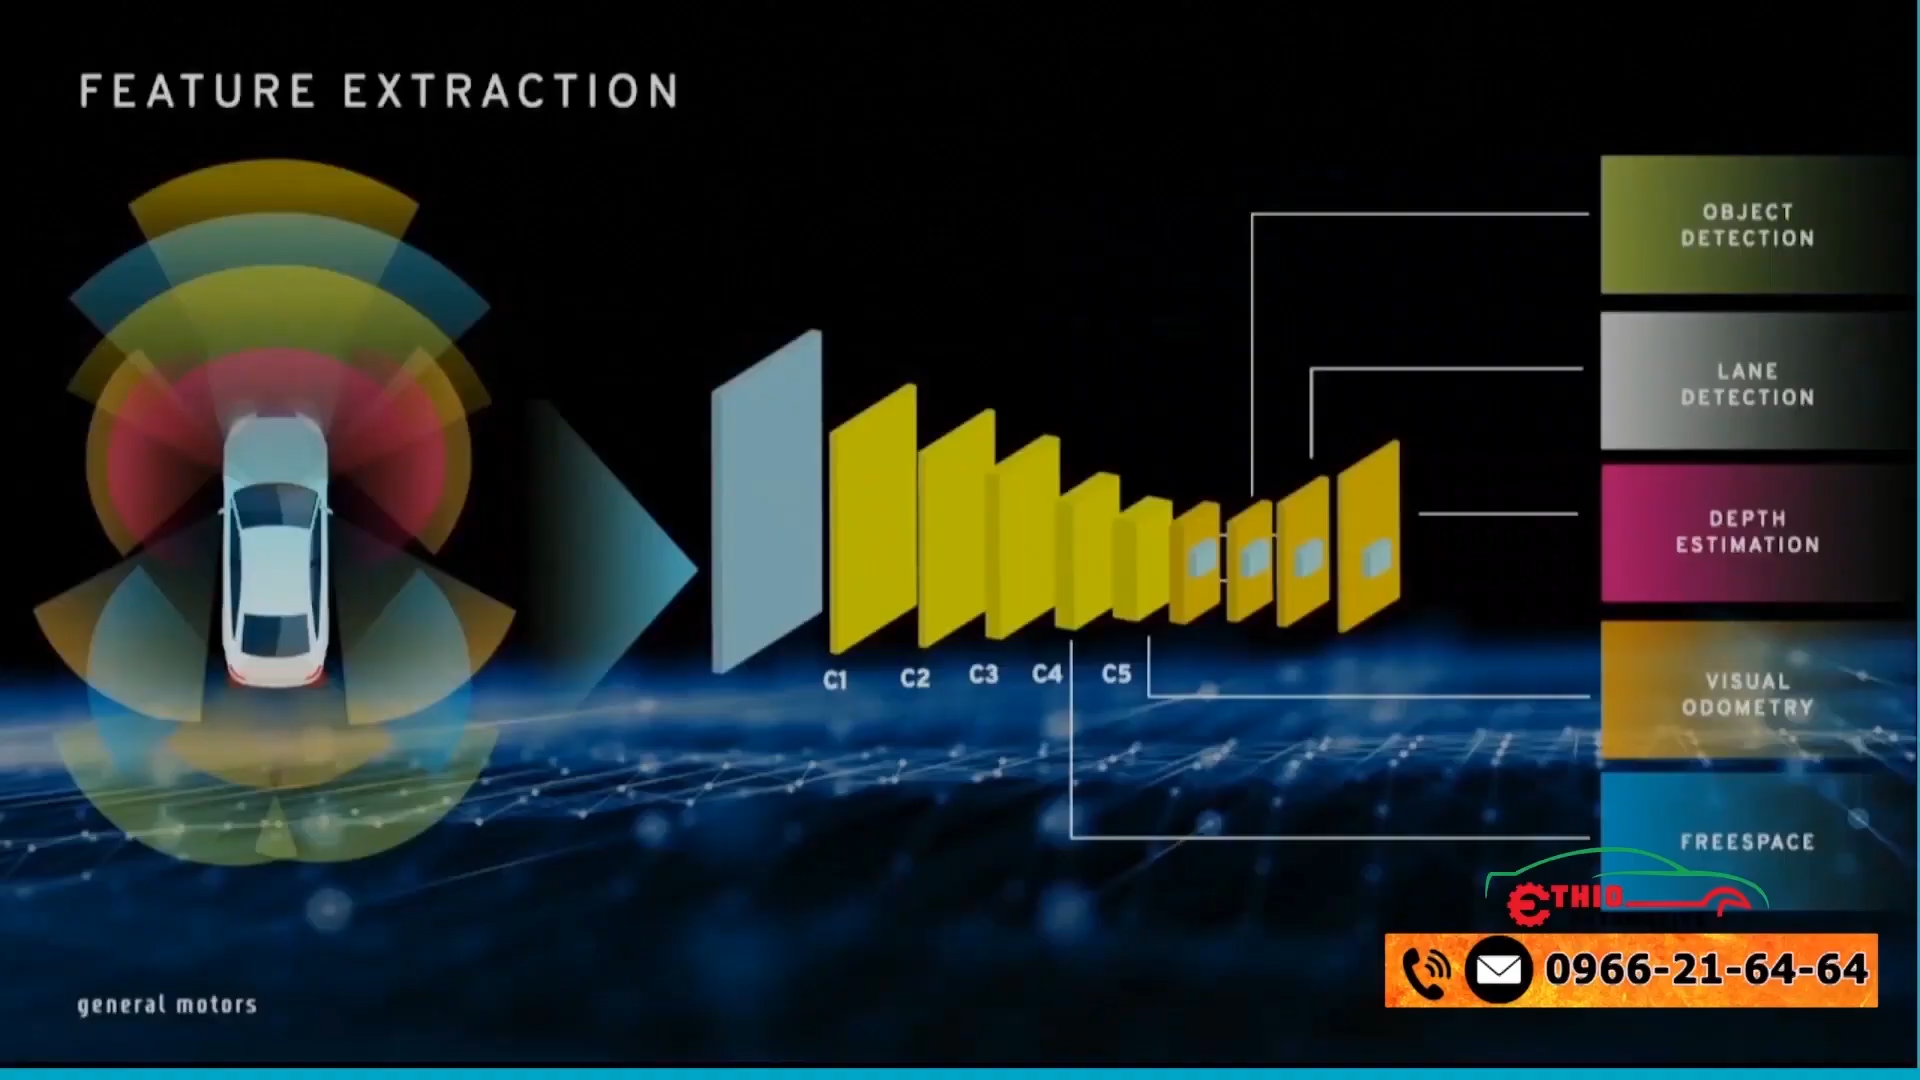 FEATURE EXTRACTION
OBJECT
DETECTION
LANE
DETECTION
DEPTH
ESTIMATION
VISUAL
ODOMETRY
FREESPACE
C1 C2 C3 C4 C5
ETHIO
0966-21-64-64
general motors